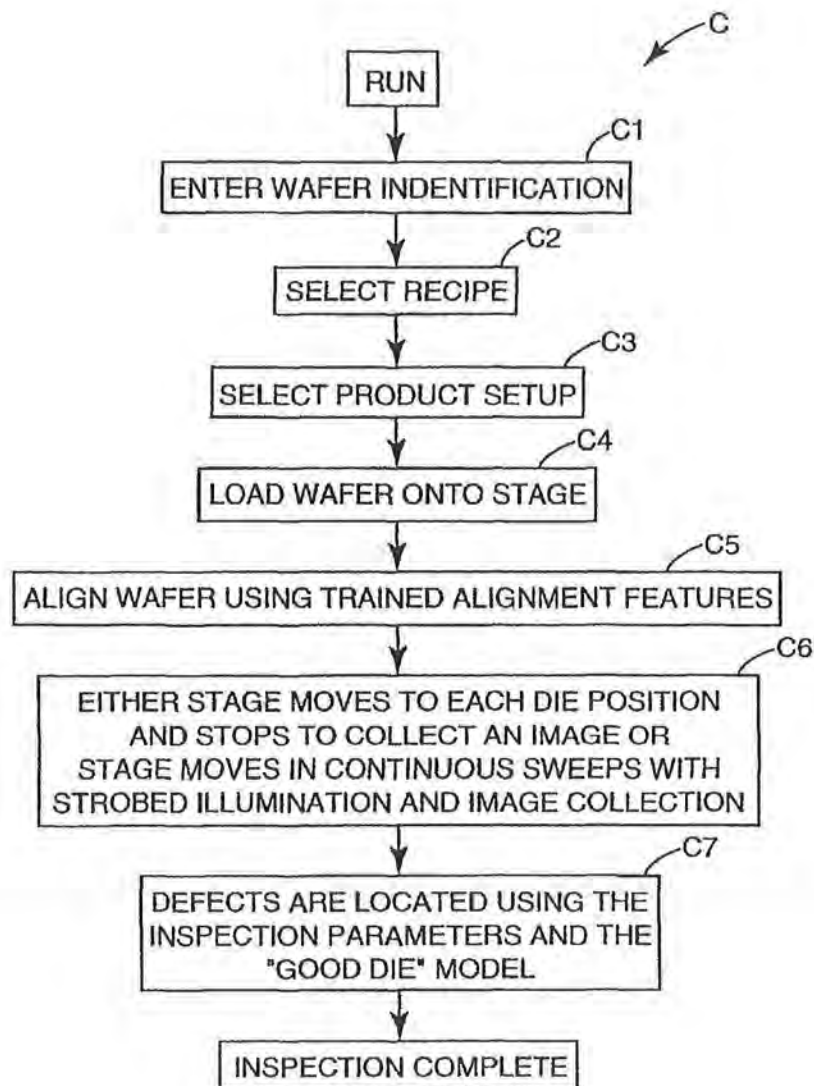 C
RUN
C1
ENTER WAFER INDENTIFICATION
C2
SELECT RECIPE
C3
SELECT PRODUCT SETUP
C4
LOAD WAFER ONTO STAGE
C5
ALIGN WAFER USING TRAINED ALIGNMENT FEATURES
C6
EITHER STAGE MOVES TO EACH DIE POSITION
AND STOPS TO COLLECT AN IMAGE OR
STAGE MOVES IN CONTINUOUS SWEEPS WITH
STROBED ILLUMINATION AND IMAGE COLLECTION
C7
DEFECTS ARE LOCATED USING THE
INSPECTION PARAMETERS AND THE
"GOOD DIE" MODEL
INSPECTION COMPLETE